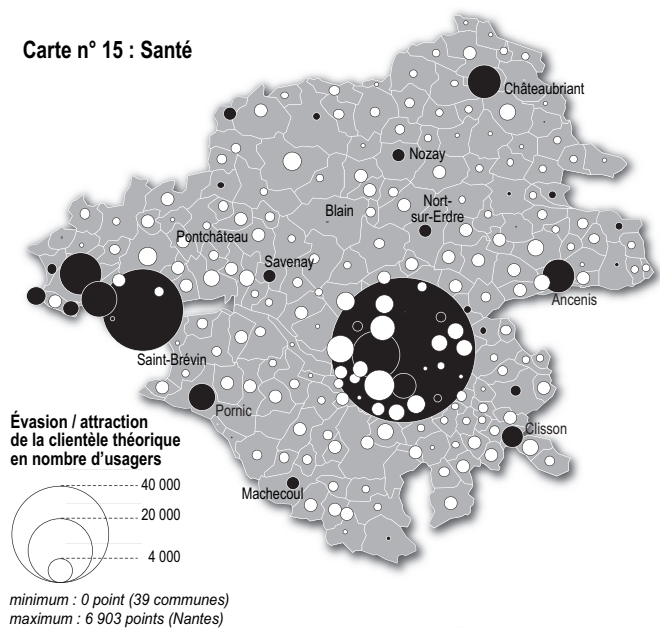 Carte n° 15 : Santé
Châteaubriant
Nozay
Nort-
sur-Erdre
Blain
Pontchâteau
Savenay
Ancenis
Saint-Brévin
Pornic
Clisson
Machecoul
Évasion / attraction
de la clientèle théorique
en nombre d’usagers
40 000
20 000
4 000
minimum : 0 point (39 communes)
maximum : 6 903 points (Nantes)